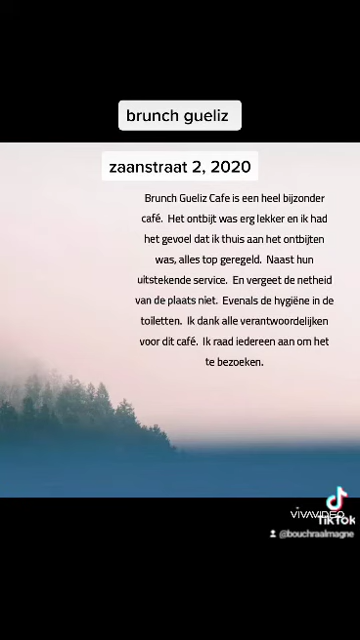 brunch gueliz
zaanstraat 2, 2020
Brunch Gueliz Cafe is een heel bijzonder
café. Het ontbijt was erg lekker en ik had
het gevoel dat ik thuis aan het ontbijten
was, alles top geregeld. Naast hun
uitstekende service. En vergeet de netheid
van de plaats niet. Evenals de hygiëne in de
toiletten. Ik dank alle verantwoordelijken
voor dit café. Ik raad iedereen aan om het
te bezoeken.
VIVAVIDEO
TikTok
@bouchraalmagne